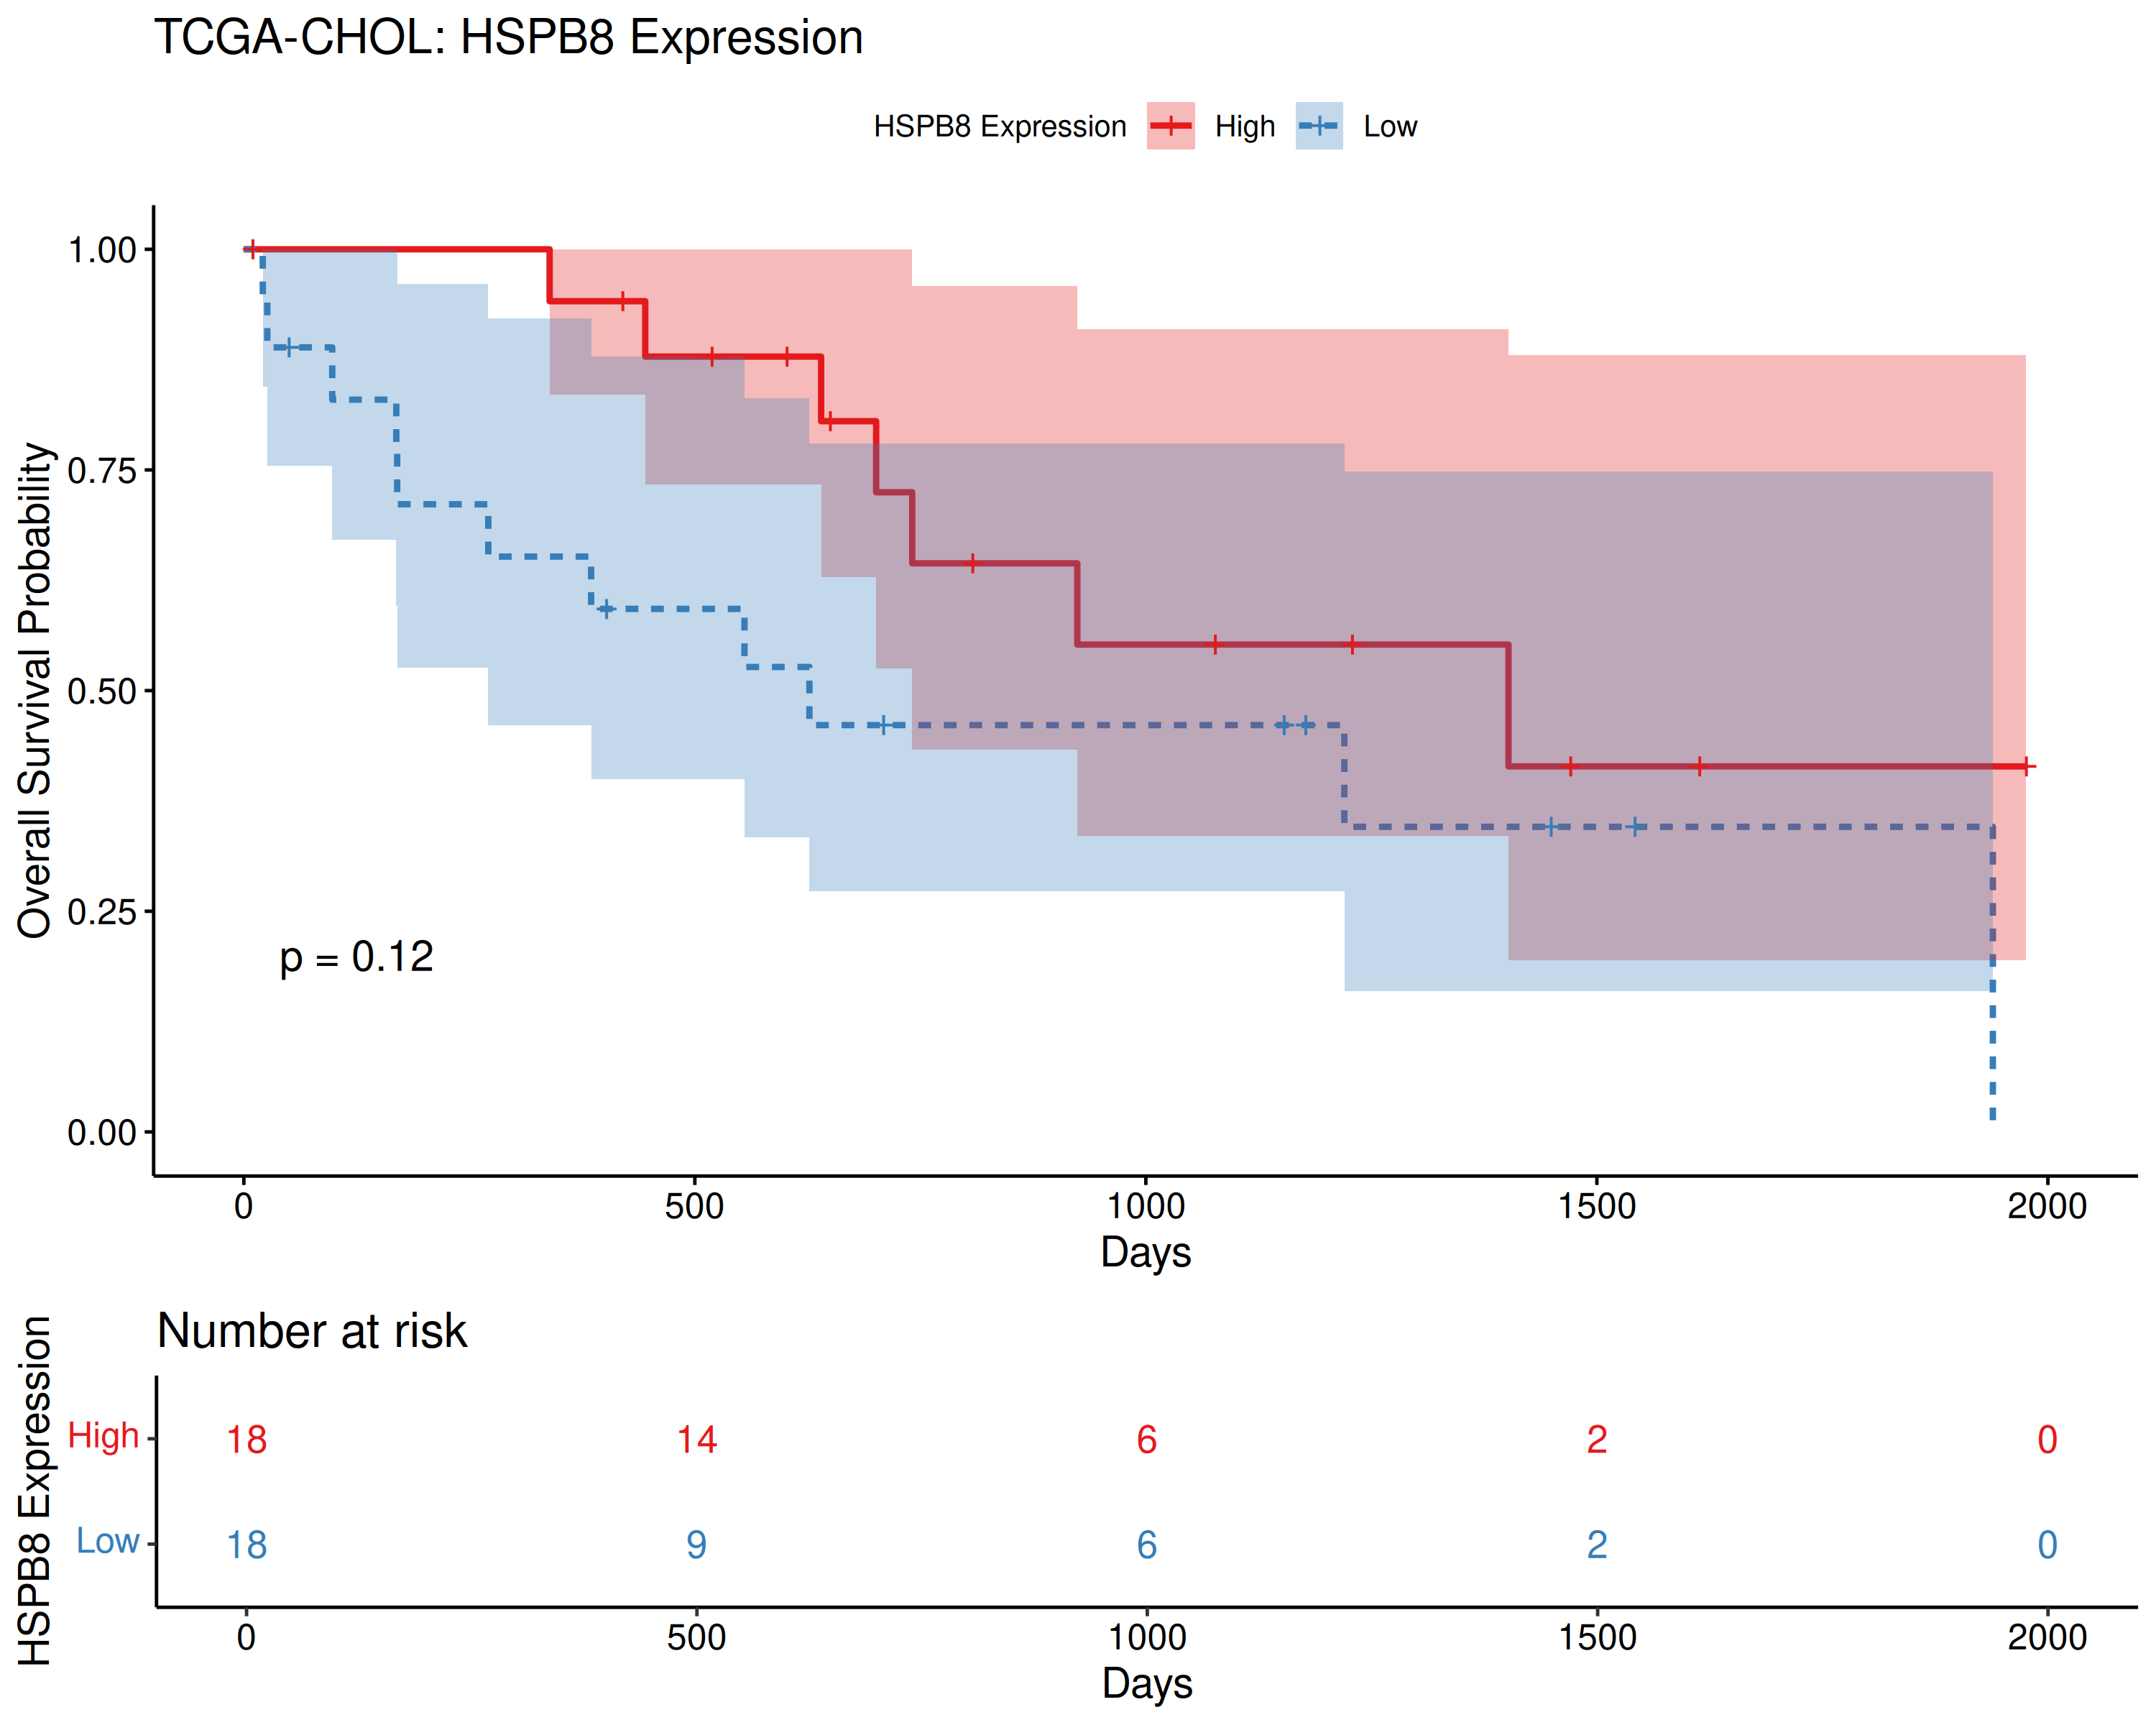 TCGA-CHOL: HSPB8 Expression
HSPB8 Expression High Low
Overall Survival Probability
1.00
0.75
0.50
0.25
0.00
p = 0.12
0 500 1000 1500 2000
Days
Number at risk
HSPB8 Expression
High 18 14 6 2 0
Low 18 9 6 2 0
0 500 1000 1500 2000
Days